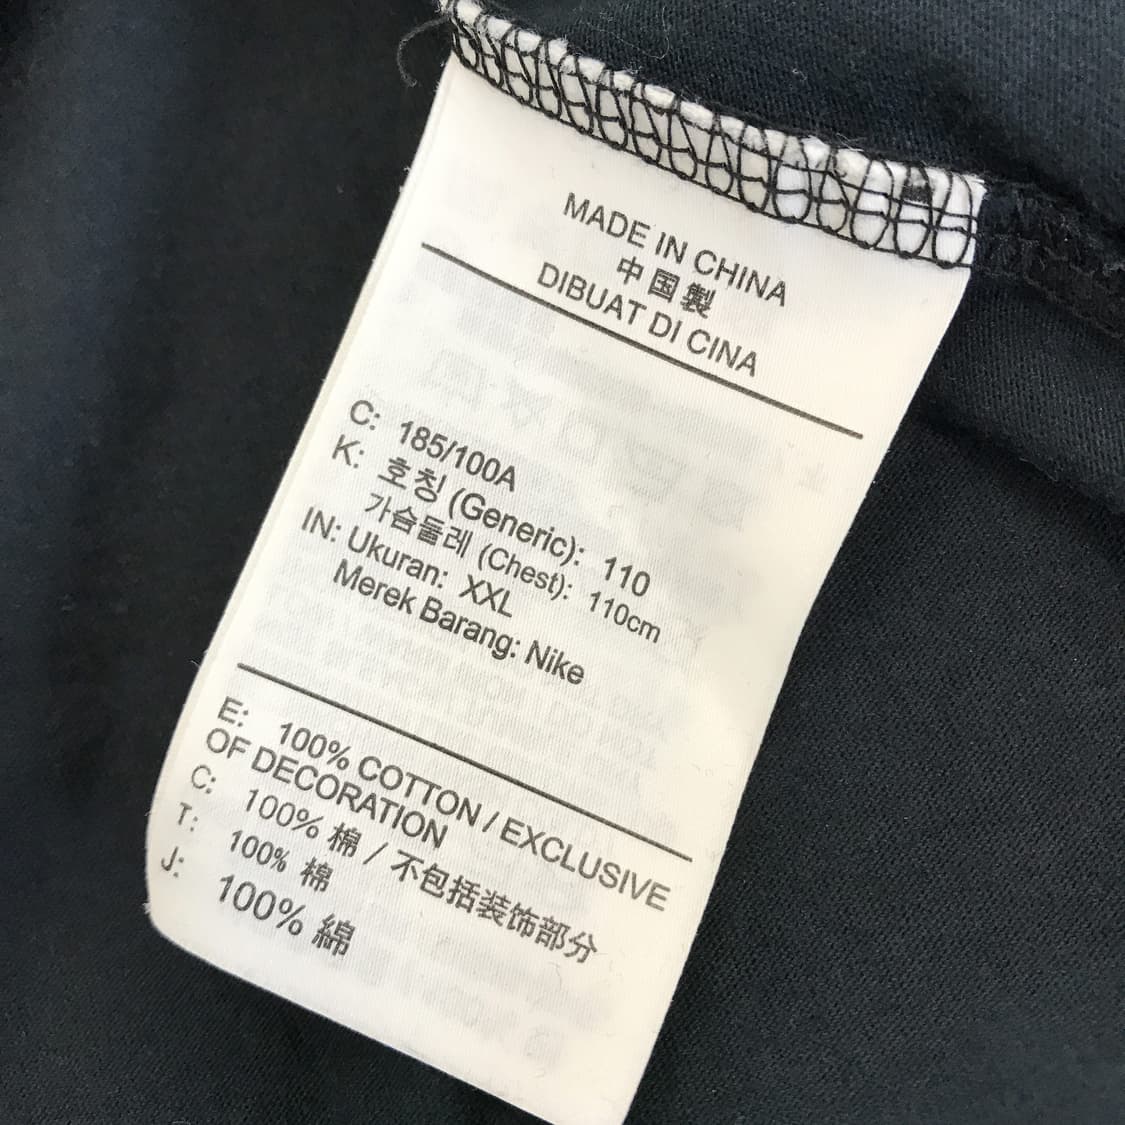 MADE IN CHINA
中国製
DIBUAT DI CINA
C: 185/100A
K: 호칭 (Generic): 110
가슴둘레 (Chest): 110cm
IN: Ukuran: XXL
Merek Barang: Nike
E: 100% COTTON / EXCLUSIVE
OF DECORATION
C: 100% 棉 / 不包括装饰部分
T: 100% 棉
J: 100% 綿